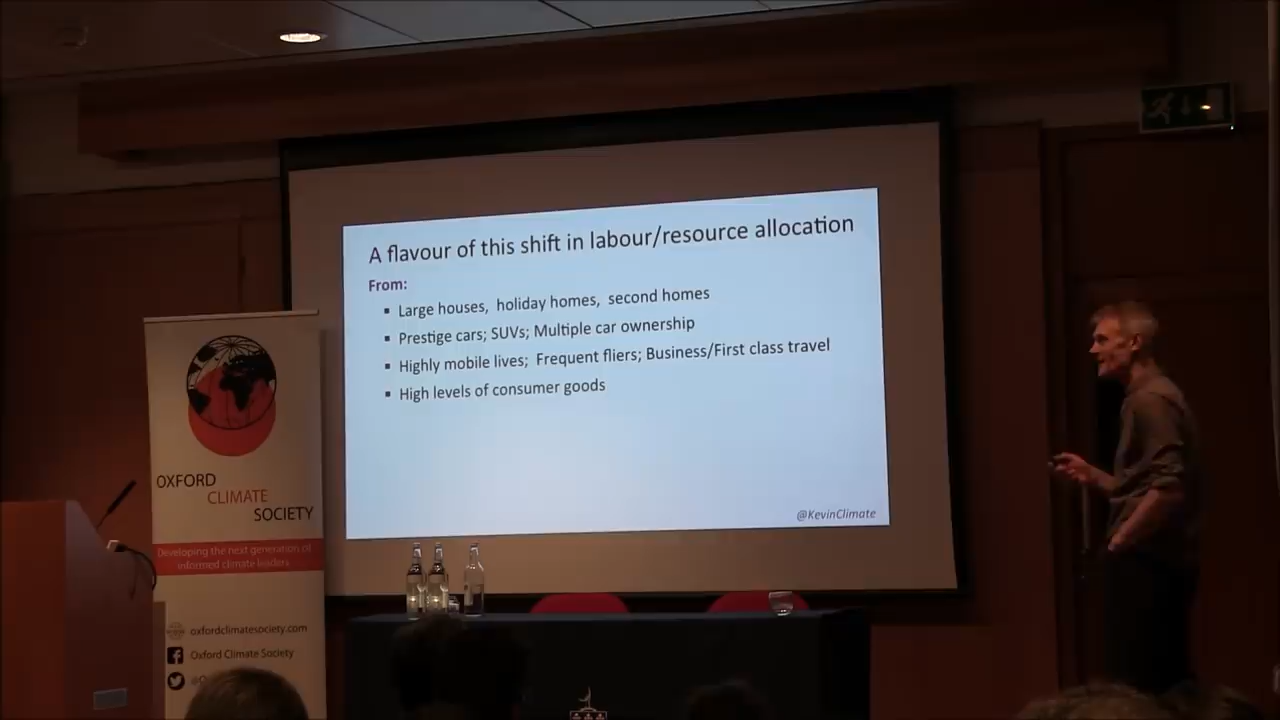 A flavour of this shift in labour/resource allocation
From:
▪ Large houses, holiday homes, second homes
▪ Prestige cars; SUVs; Multiple car ownership
▪ Highly mobile lives; Frequent fliers; Business/First class travel
▪ High levels of consumer goods
@KevinClimate
OXFORD
CLIMATE
SOCIETY
Developing the next generation of
informed climate leaders
oxfordclimatesociety.com
Oxford Climate Society